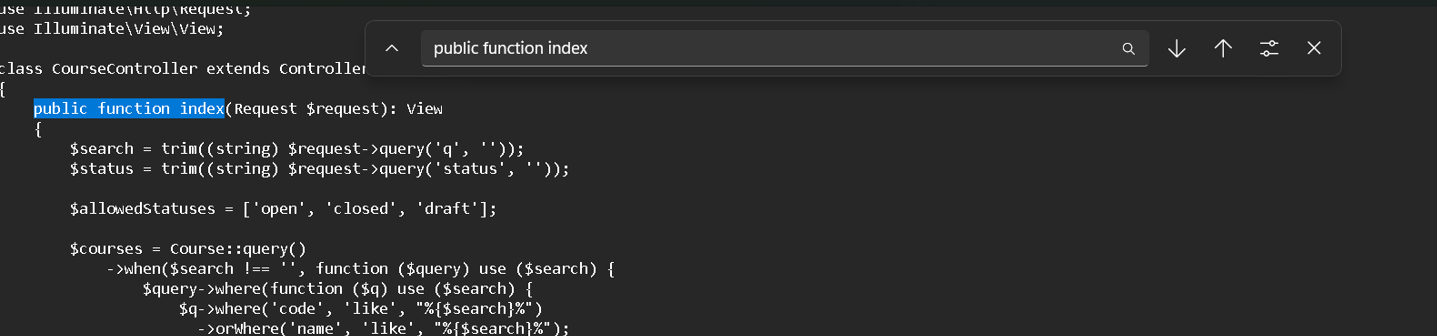 use Illuminate\Http\Request;
use Illuminate\View\View;
public function index
class CourseController extends Controller
{
    public function index(Request $request): View
    {
        $search = trim((string) $request->query('q', ''));
        $status = trim((string) $request->query('status', ''));
        $allowedStatuses = ['open', 'closed', 'draft'];
        $courses = Course::query()
            ->when($search !== '', function ($query) use ($search) {
                $query->where(function ($q) use ($search) {
                    $q->where('code', 'like', "%{$search}%")
                      ->orWhere('name', 'like', "%{$search}%");